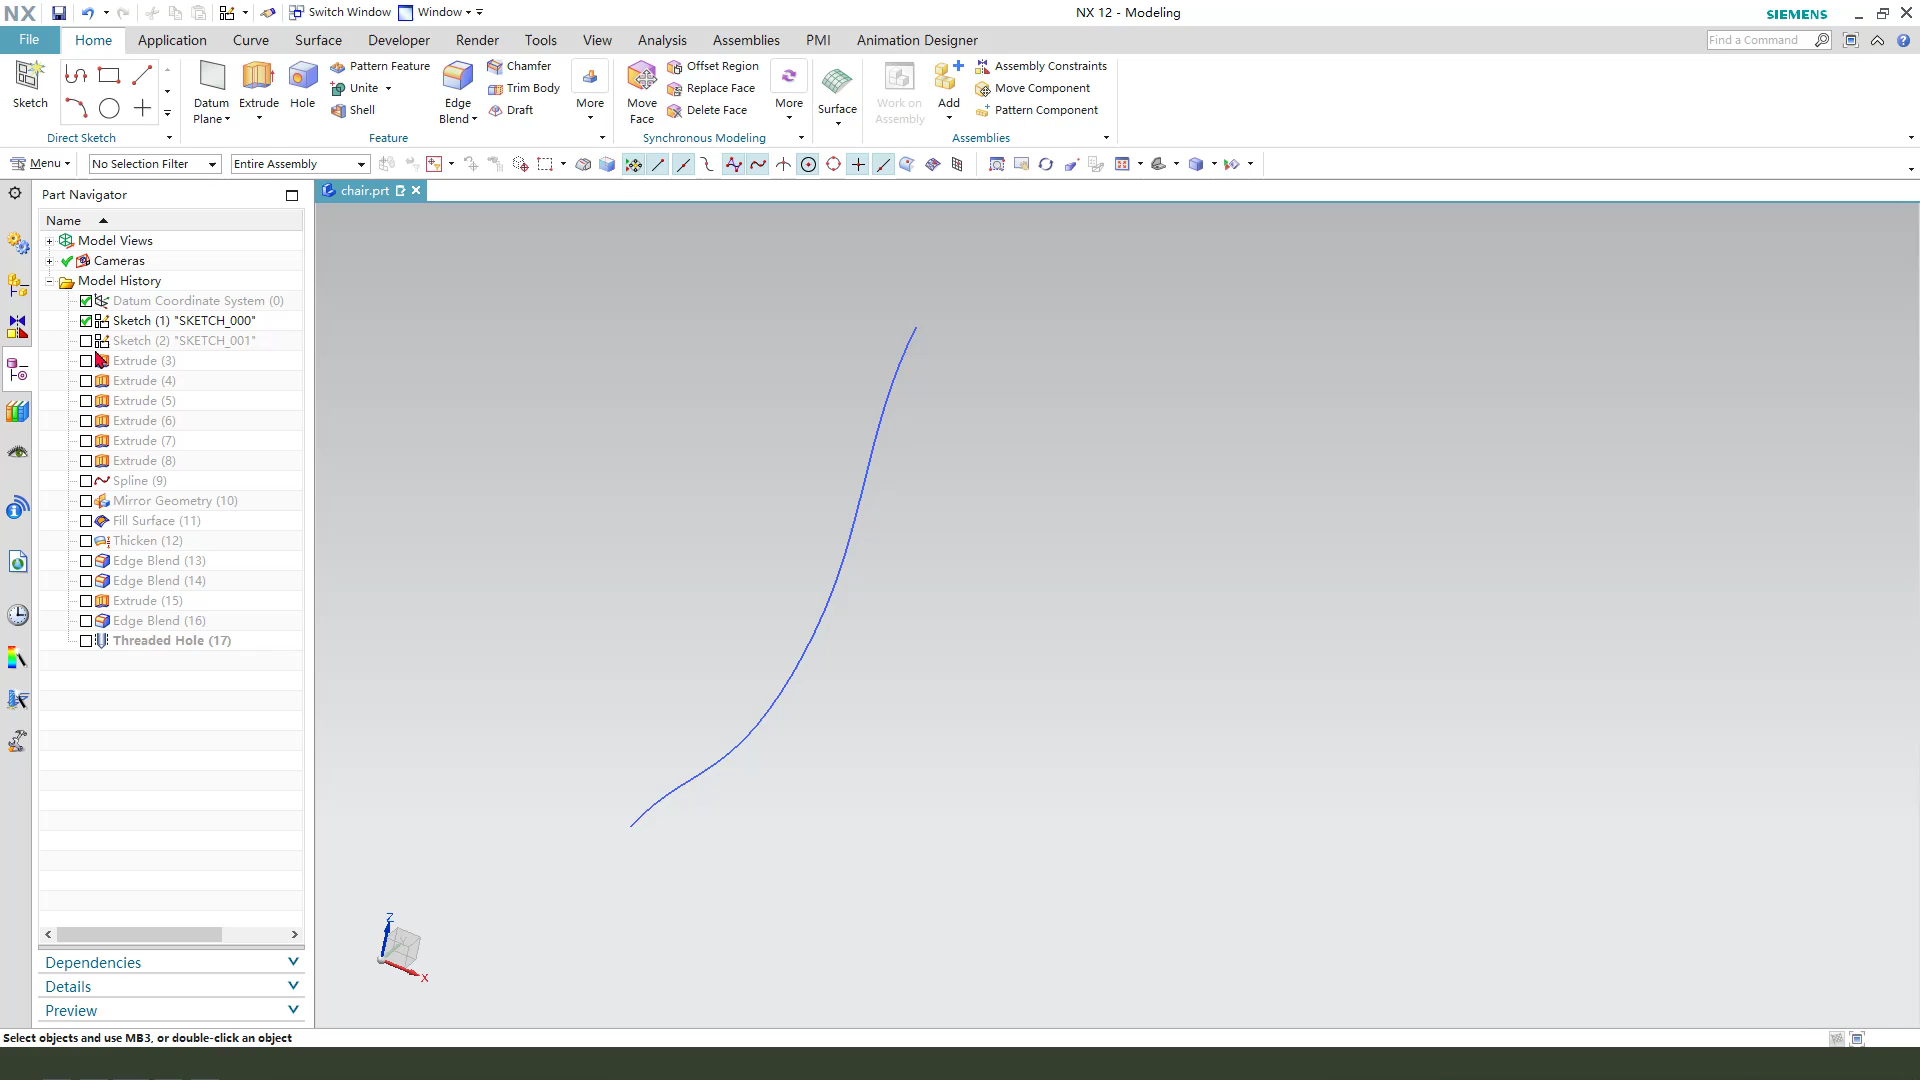 NX
Switch Window
Window
NX 12 - Modeling
SIEMENS
File
Home
Application
Curve
Surface
Developer
Render
Tools
View
Analysis
Assemblies
PMI
Animation Designer
Find a Command
Sketch
Direct Sketch
Datum
Plane
Extrude
Hole
Pattern Feature
Unite
Shell
Edge
Blend
Chamfer
Trim Body
Draft
More
Feature
Move
Face
Offset Region
Replace Face
Delete Face
More
Synchronous Modeling
Surface
Work on
Assembly
Add
Assembly Constraints
Move Component
Pattern Component
Assemblies
Menu
No Selection Filter
Entire Assembly
Part Navigator
chair.prt
Name
Model Views
Cameras
Model History
Datum Coordinate System (0)
Sketch (1) "SKETCH_000"
Sketch (2) "SKETCH_001"
Extrude (3)
Extrude (4)
Extrude (5)
Extrude (6)
Extrude (7)
Extrude (8)
Spline (9)
Mirror Geometry (10)
Fill Surface (11)
Thicken (12)
Edge Blend (13)
Edge Blend (14)
Extrude (15)
Edge Blend (16)
Threaded Hole (17)
Z
X
Dependencies
Details
Preview
Select objects and use MB3, or double-click an object